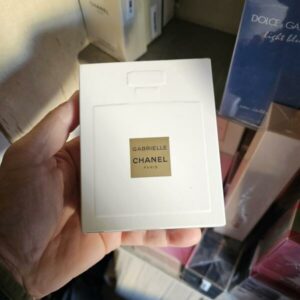 GABRIELLE
CHANEL
PARIS
DOLCE & GA
light blu